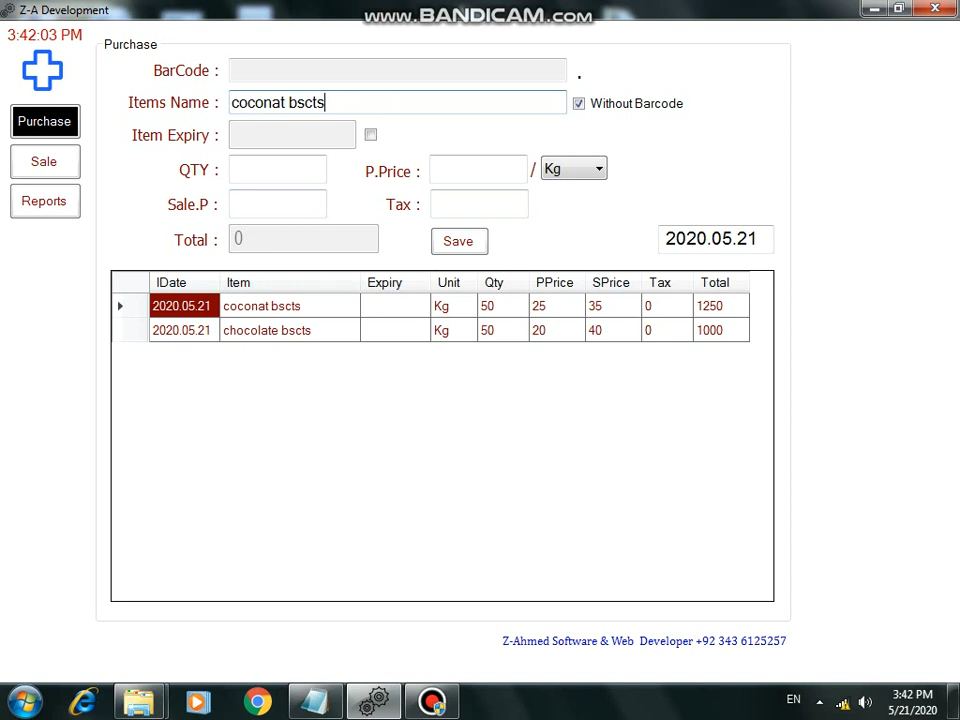 Z-A Development
www.BANDICAM.com
3:42:03 PM
Purchase
BarCode :
.
Items Name : coconat bscts Without Barcode
Purchase
Item Expiry :
Sale
QTY : P.Price : / Kg
Reports
Sale.P : Tax :
Total : 0 Save 2020.05.21
IDate Item Expiry Unit Qty PPrice SPrice Tax Total
2020.05.21 coconat bscts Kg 50 25 35 0 1250
2020.05.21 chocolate bscts Kg 50 20 40 0 1000
Z-Ahmed Software & Web Developer +92 343 6125257
EN 3:42 PM
5/21/2020